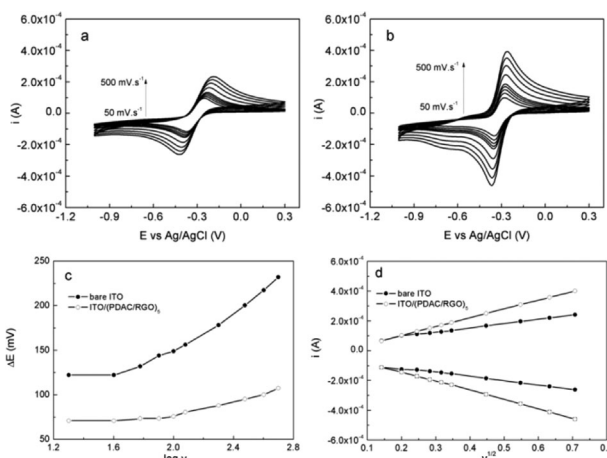 a
6.0x10⁻⁴
4.0x10⁻⁴
2.0x10⁻⁴
0.0
-2.0x10⁻⁴
-4.0x10⁻⁴
-6.0x10⁻⁴
i (A)
500 mV.s⁻¹
50 mV.s⁻¹
-1.2 -0.9 -0.6 -0.3 0.0 0.3
E vs Ag/AgCl (V)
b
6.0x10⁻⁴
4.0x10⁻⁴
2.0x10⁻⁴
0.0
-2.0x10⁻⁴
-4.0x10⁻⁴
-6.0x10⁻⁴
i (A)
500 mV.s⁻¹
50 mV.s⁻¹
-1.2 -0.9 -0.6 -0.3 0.0 0.3
E vs Ag/AgCl (V)
c
250
200
150
100
50
ΔE (mV)
bare ITO
ITO/(PDAC/RGO)₅
1.2 1.6 2.0 2.4 2.8
d
6.0x10⁻⁴
4.0x10⁻⁴
2.0x10⁻⁴
0.0
-2.0x10⁻⁴
-4.0x10⁻⁴
-6.0x10⁻⁴
i (A)
bare ITO
ITO/(PDAC/RGO)₅
0.1 0.2 0.3 0.4 0.5 0.6 0.7